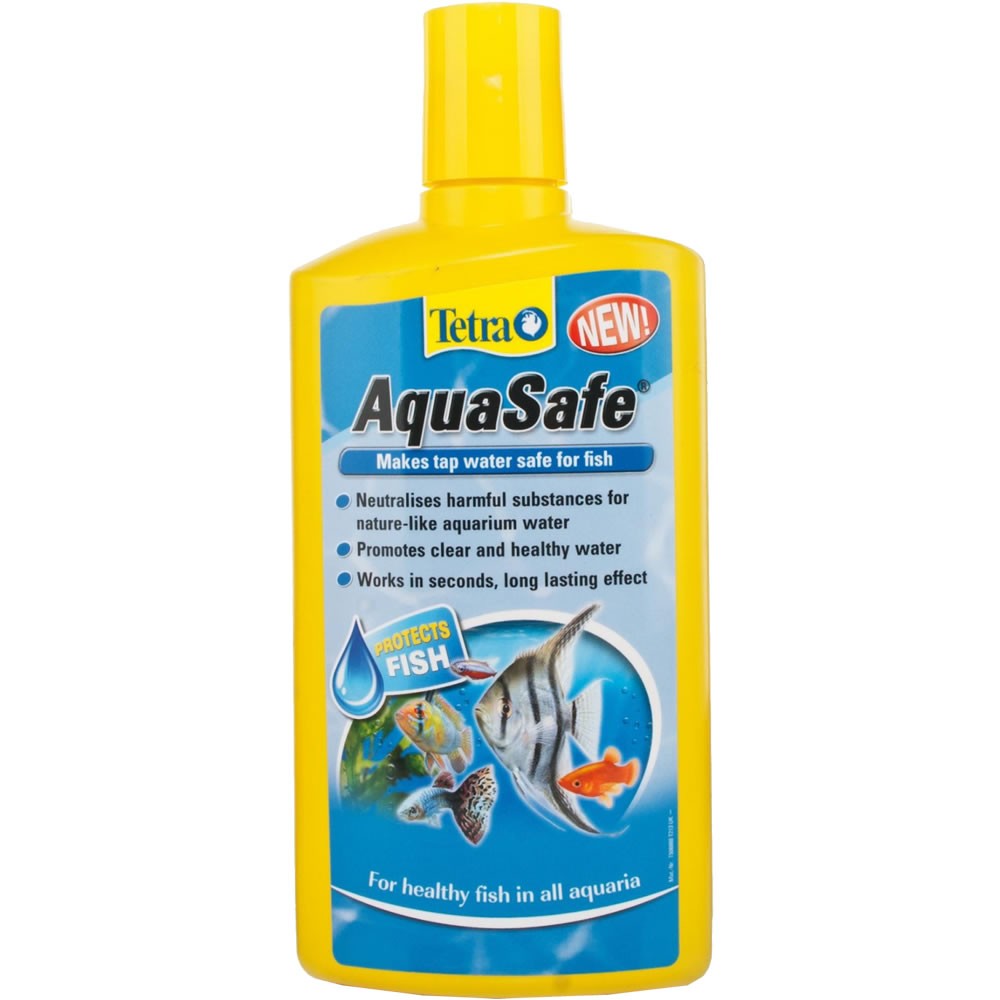 Tetra
NEW!
AquaSafe®
Makes tap water safe for fish
Neutralises harmful substances for
nature-like aquarium water
Promotes clear and healthy water
Works in seconds, long lasting effect
PROTECTS
FISH
For healthy fish in all aquaria